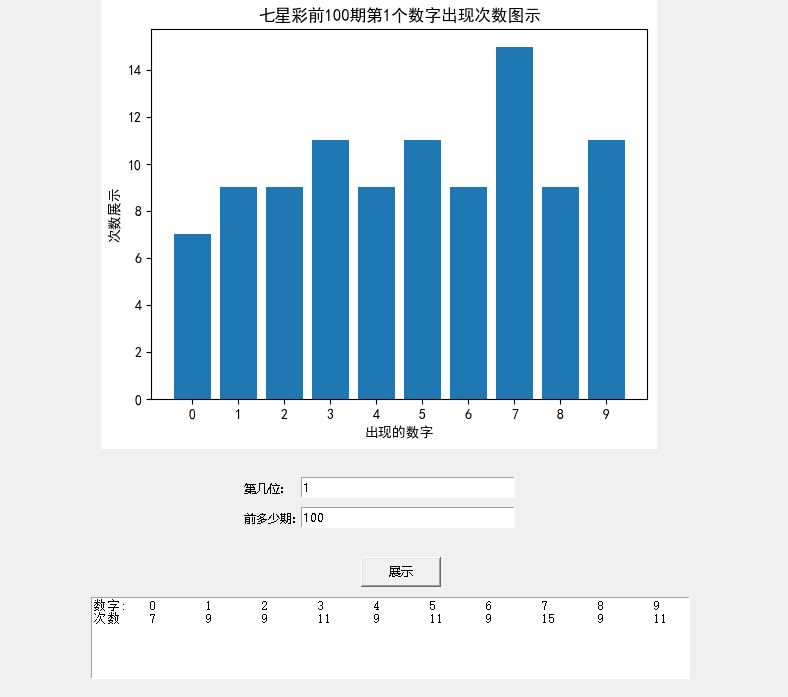 七星彩前100期第1个数字出现次数图示
14
12
10
8
6
4
2
0
次数展示
0 1 2 3 4 5 6 7 8 9
出现的数字
第几位: 1
前多少期: 100
展示
数字: 0 1 2 3 4 5 6 7 8 9
次数 7 9 9 11 9 11 9 15 9 11